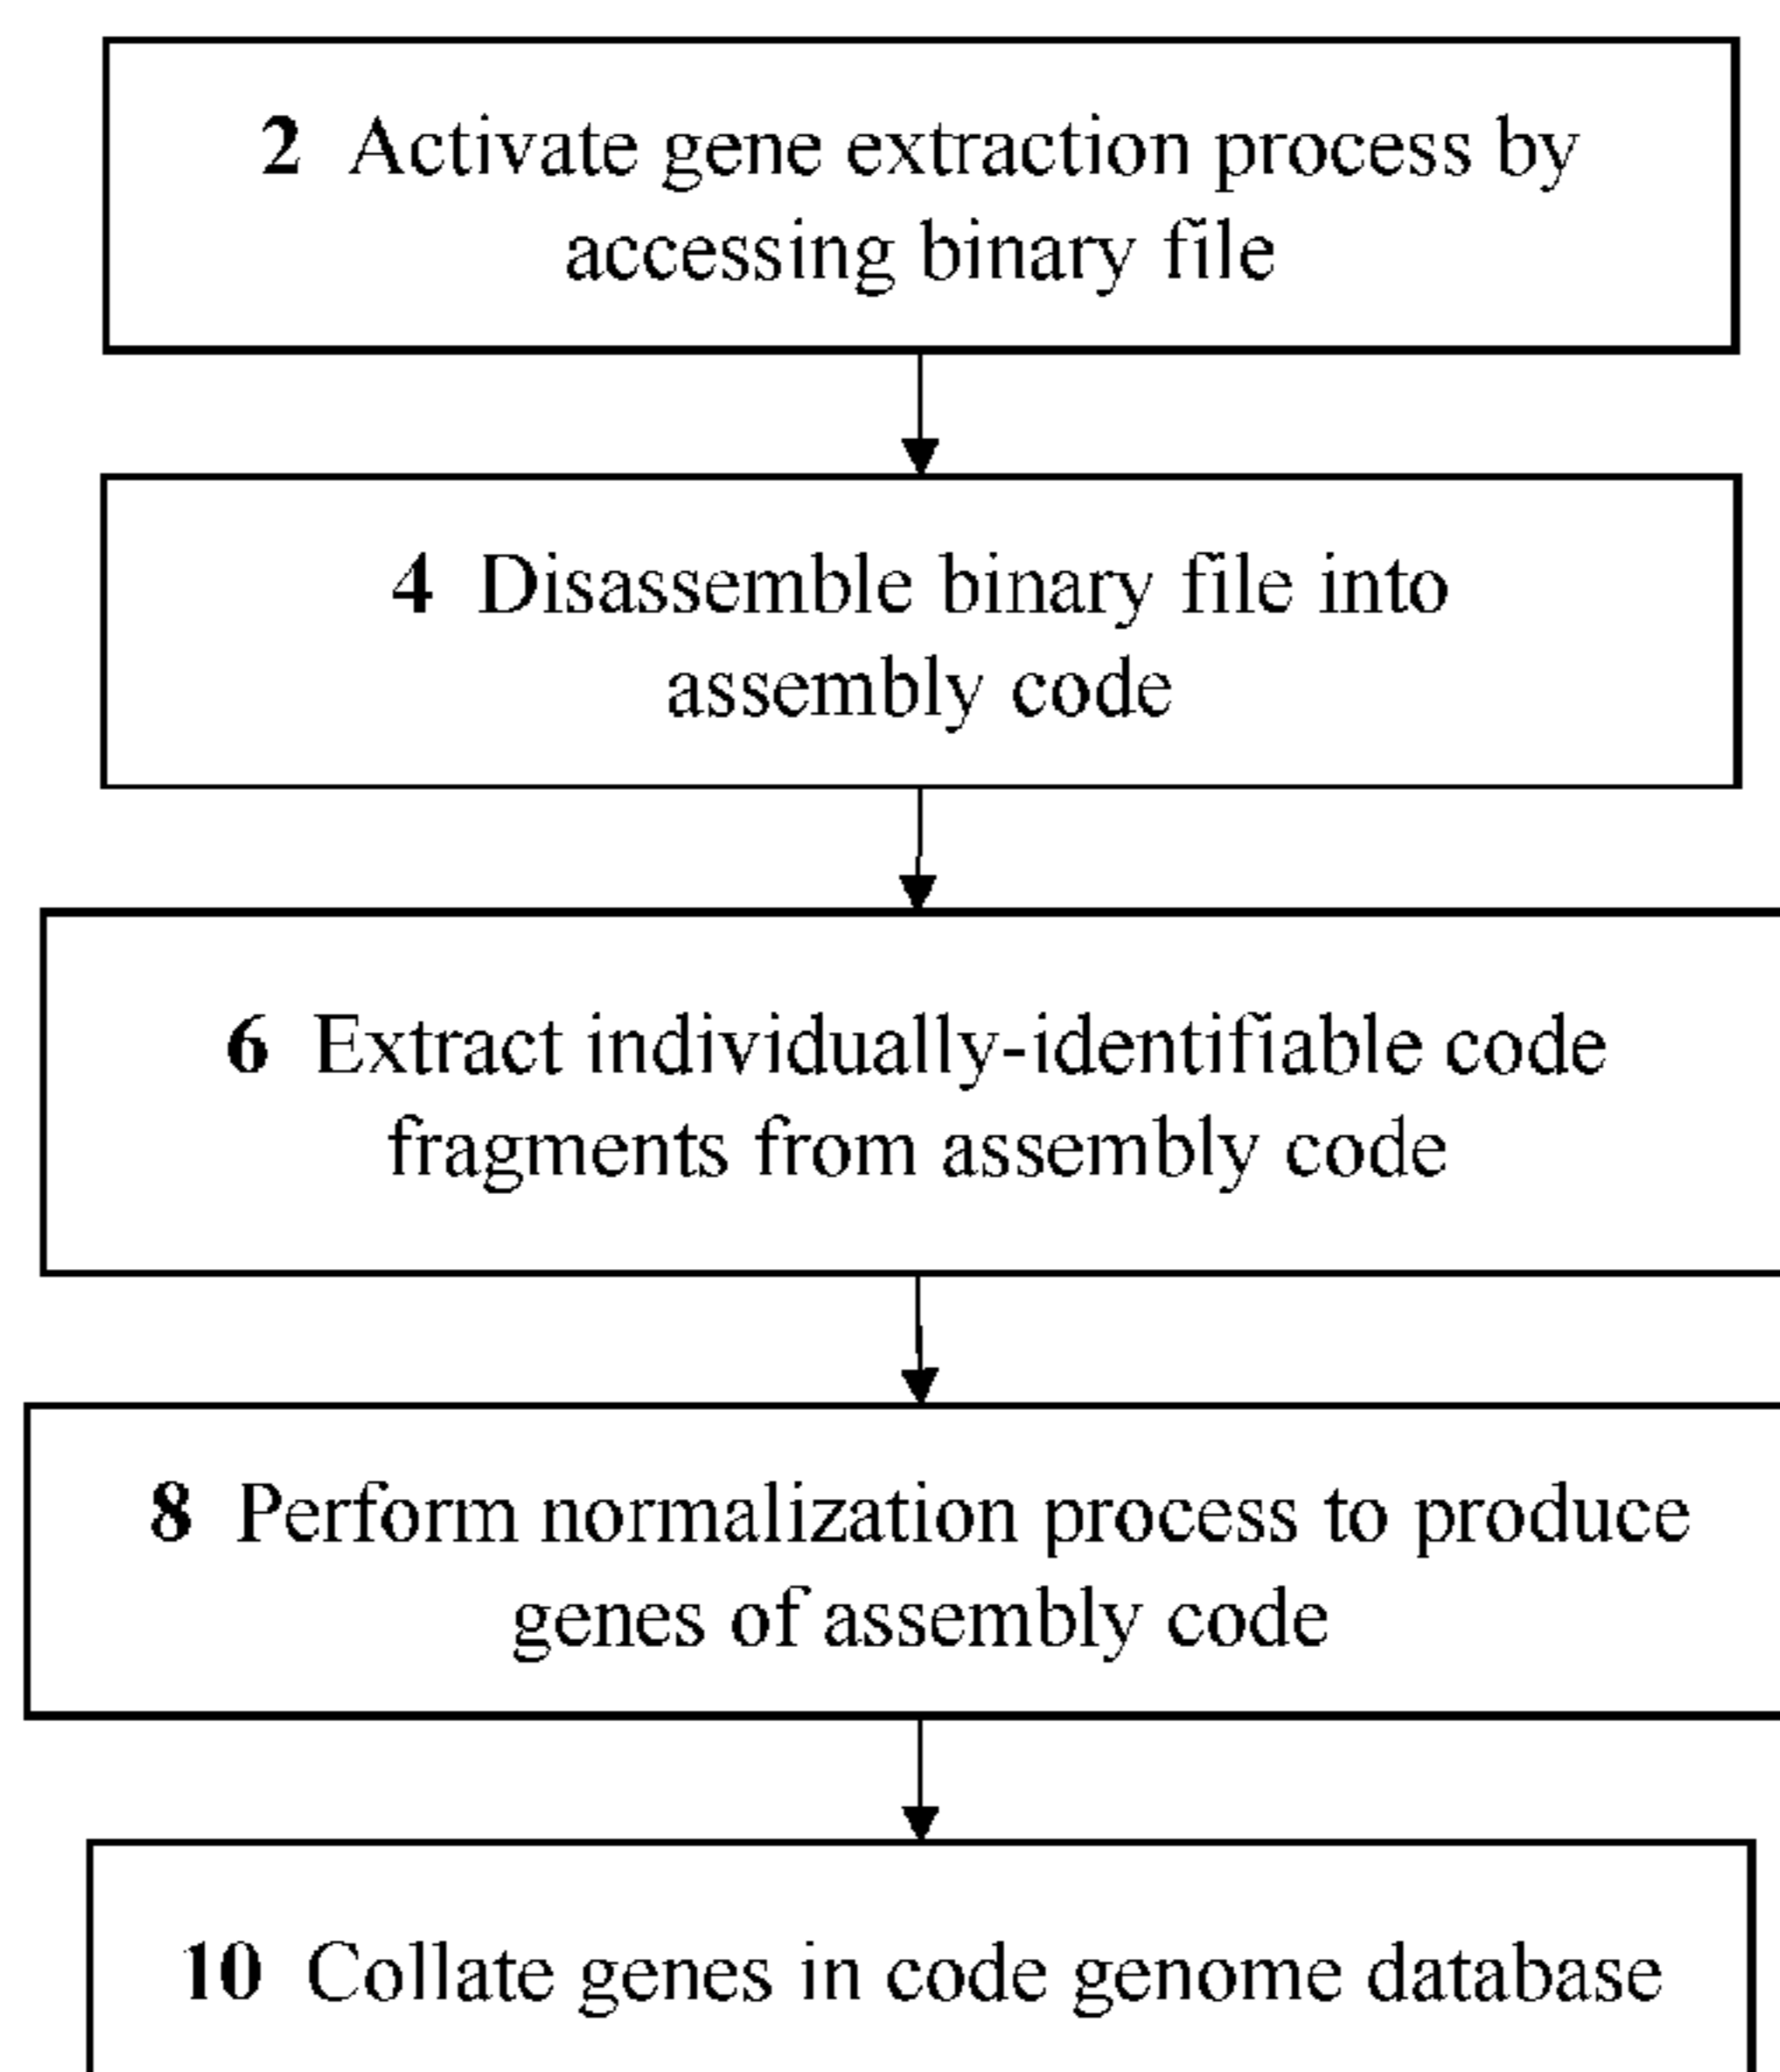 2 Activate gene extraction process by
accessing binary file
4 Disassemble binary file into
assembly code
6 Extract individually-identifiable code
fragments from assembly code
8 Perform normalization process to produce
genes of assembly code
10 Collate genes in code genome database